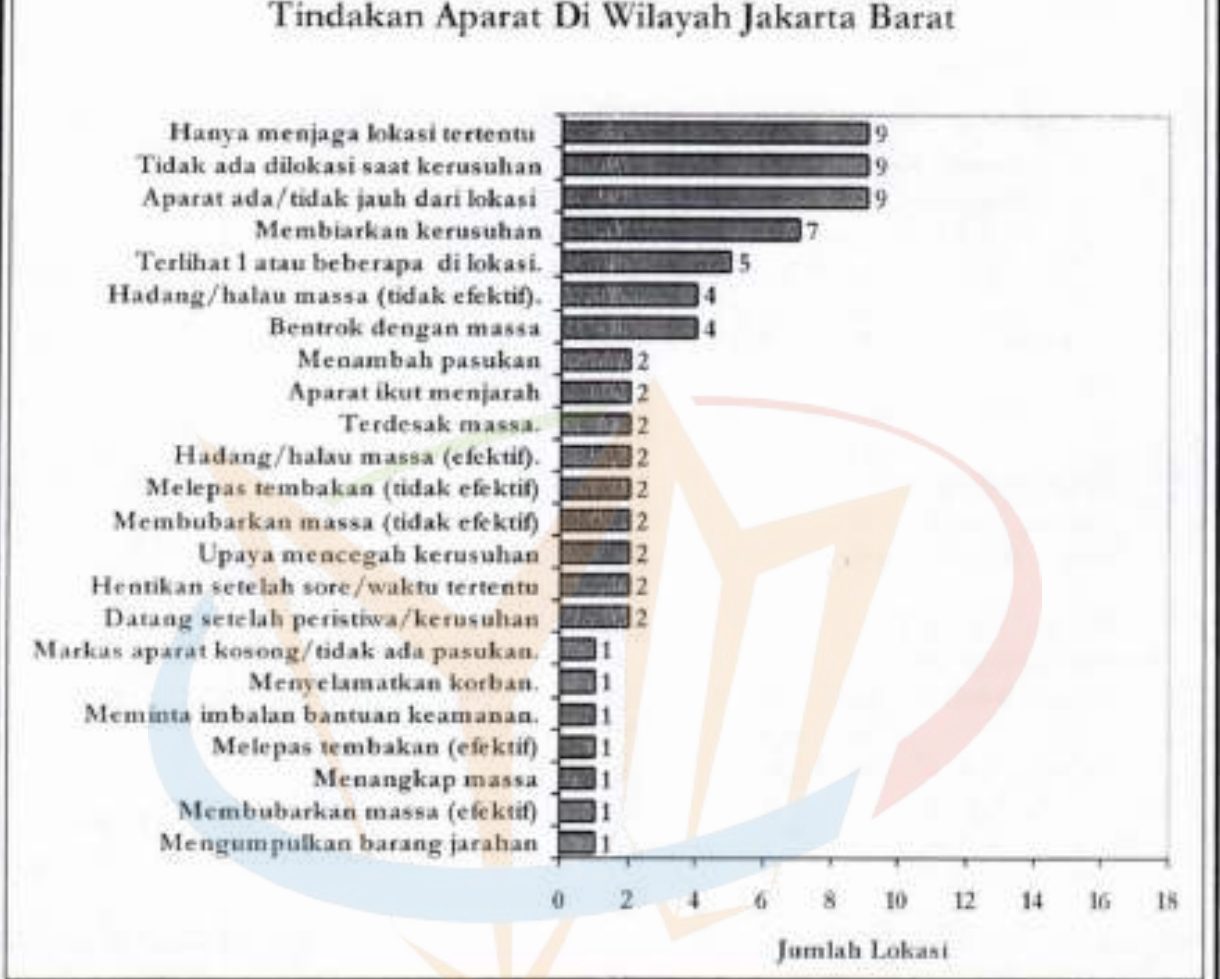 Tindakan Aparat Di Wilayah Jakarta Barat
Hanya menjaga lokasi tertentu 9
Tidak ada dilokasi saat kerusuhan 9
Aparat ada/tidak jauh dari lokasi 9
Membiarkan kerusuhan 7
Terlihat 1 atau beberapa di lokasi. 5
Hadang/halau massa (tidak efektif). 4
Bentrok dengan massa 4
Menambah pasukan 2
Aparat ikut menjarah 2
Terdesak massa. 2
Hadang/halau massa (efektif). 2
Melepas tembakan (tidak efektif) 2
Membubarkan massa (tidak efektif) 2
Upaya mencegah kerusuhan 2
Hentikan setelah sore/waktu tertentu 2
Datang setelah peristiwa/kerusuhan 2
Markas aparat kosong/tidak ada pasukan. 1
Menyelamatkan korban. 1
Meminta imbalan bantuan keamanan. 1
Melepas tembakan (efektif) 1
Menangkap massa 1
Membubarkan massa (efektif) 1
Mengumpulkan barang jarahan 1
0 2 4 6 8 10 12 14 16 18
Jumlah Lokasi